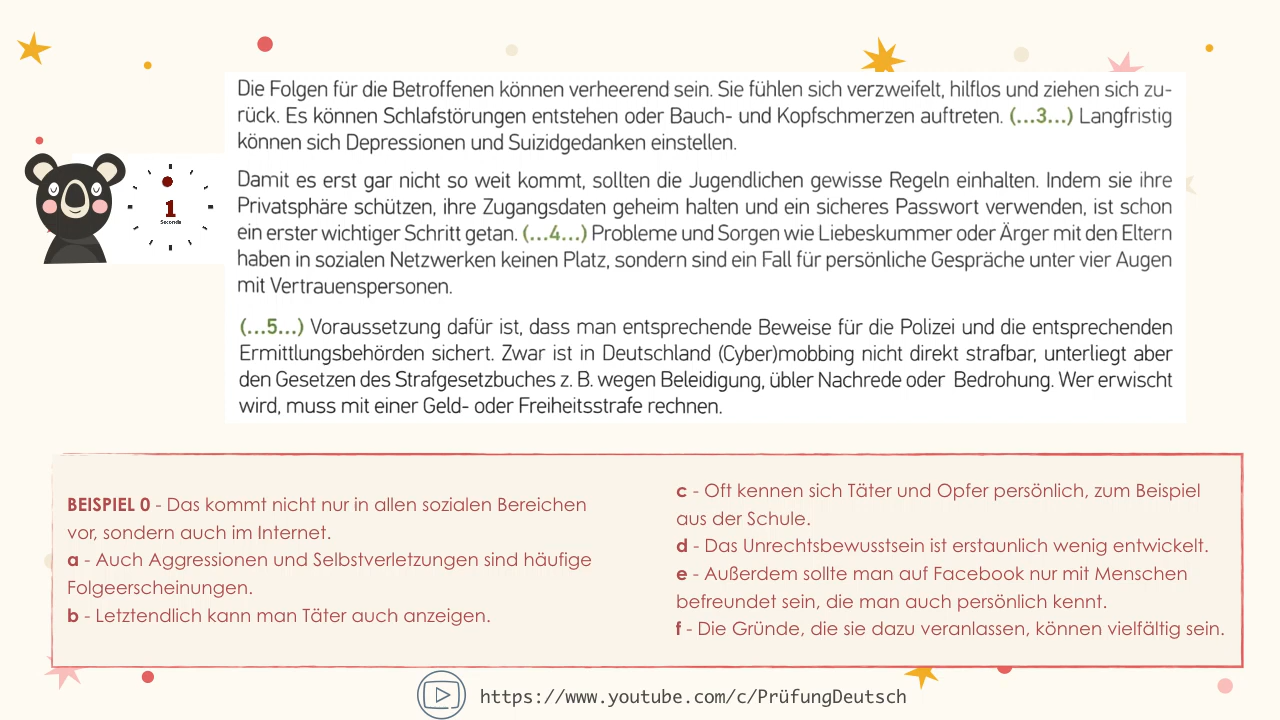 Die Folgen für die Betroffenen können verheerend sein. Sie fühlen sich verzweifelt, hilflos und ziehen sich zu-
rück. Es können Schlafstörungen entstehen oder Bauch- und Kopfschmerzen auftreten. (...3...) Langfristig
können sich Depressionen und Suizidgedanken einstellen.
Damit es erst gar nicht so weit kommt, sollten die Jugendlichen gewisse Regeln einhalten. Indem sie ihre
Privatsphäre schützen, ihre Zugangsdaten geheim halten und ein sicheres Passwort verwenden, ist schon
ein erster wichtiger Schritt getan. (...4...) Probleme und Sorgen wie Liebeskummer oder Ärger mit den Eltern
haben in sozialen Netzwerken keinen Platz, sondern sind ein Fall für persönliche Gespräche unter vier Augen
mit Vertrauenspersonen.
(...5...) Voraussetzung dafür ist, dass man entsprechende Beweise für die Polizei und die entsprechenden
Ermittlungsbehörden sichert. Zwar ist in Deutschland (Cyber)mobbing nicht direkt strafbar, unterliegt aber
den Gesetzen des Strafgesetzbuches z. B. wegen Beleidigung, übler Nachrede oder Bedrohung. Wer erwischt
wird, muss mit einer Geld- oder Freiheitsstrafe rechnen.
1
Seconds
BEISPIEL 0 - Das kommt nicht nur in allen sozialen Bereichen
vor, sondern auch im Internet.
a - Auch Aggressionen und Selbstverletzungen sind häufige
Folgeerscheinungen.
b - Letztendlich kann man Täter auch anzeigen.
c - Oft kennen sich Täter und Opfer persönlich, zum Beispiel
aus der Schule.
d - Das Unrechtsbewusstsein ist erstaunlich wenig entwickelt.
e - Außerdem sollte man auf Facebook nur mit Menschen
befreundet sein, die man auch persönlich kennt.
f - Die Gründe, die sie dazu veranlassen, können vielfältig sein.
https://www.youtube.com/c/PrüfungDeutsch